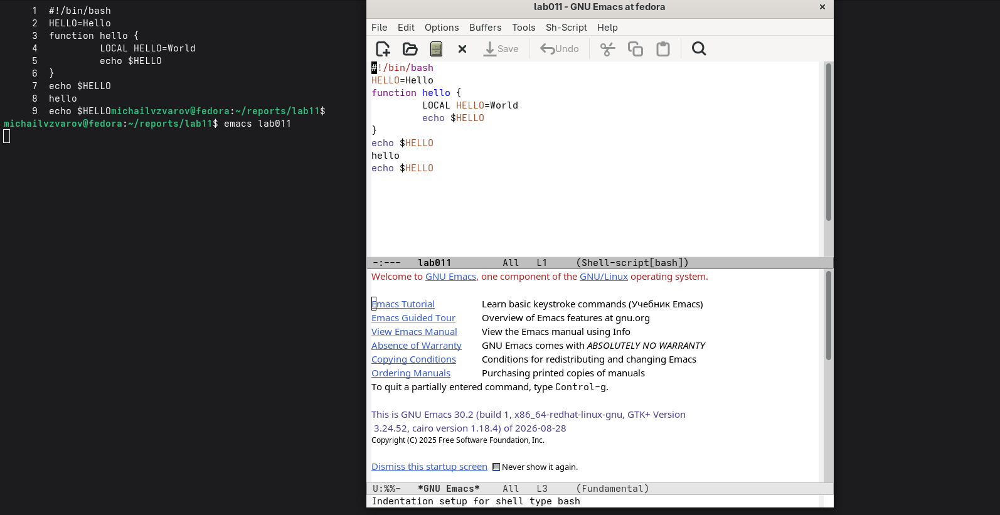 1 #!/bin/bash
2 HELLO=Hello
3 function hello {
4 LOCAL HELLO=World
5 echo $HELLO
6 }
7 echo $HELLO
8 hello
9 echo $HELLOmichailvzvarov@fedora:~/reports/lab11$
michailvzvarov@fedora:~/reports/lab11$ emacs lab011
lab011 - GNU Emacs at fedora
File Edit Options Buffers Tools Sh-Script Help
Save Undo
#!/bin/bash
HELLO=Hello
function hello {
LOCAL HELLO=World
echo $HELLO
}
echo $HELLO
hello
echo $HELLO
-:--- lab011 All L1 (Shell-script[bash])
Welcome to GNU Emacs, one component of the GNU/Linux operating system.
Emacs Tutorial Learn basic keystroke commands (Учебник Emacs)
Emacs Guided Tour Overview of Emacs features at gnu.org
View Emacs Manual View the Emacs manual using Info
Absence of Warranty GNU Emacs comes with ABSOLUTELY NO WARRANTY
Copying Conditions Conditions for redistributing and changing Emacs
Ordering Manuals Purchasing printed copies of manuals
To quit a partially entered command, type Control-g.
This is GNU Emacs 30.2 (build 1, x86_64-redhat-linux-gnu, GTK+ Version
3.24.52, cairo version 1.18.4) of 2026-08-28
Copyright (C) 2025 Free Software Foundation, Inc.
Dismiss this startup screen Never show it again.
U:%%- *GNU Emacs* All L3 (Fundamental)
Indentation setup for shell type bash